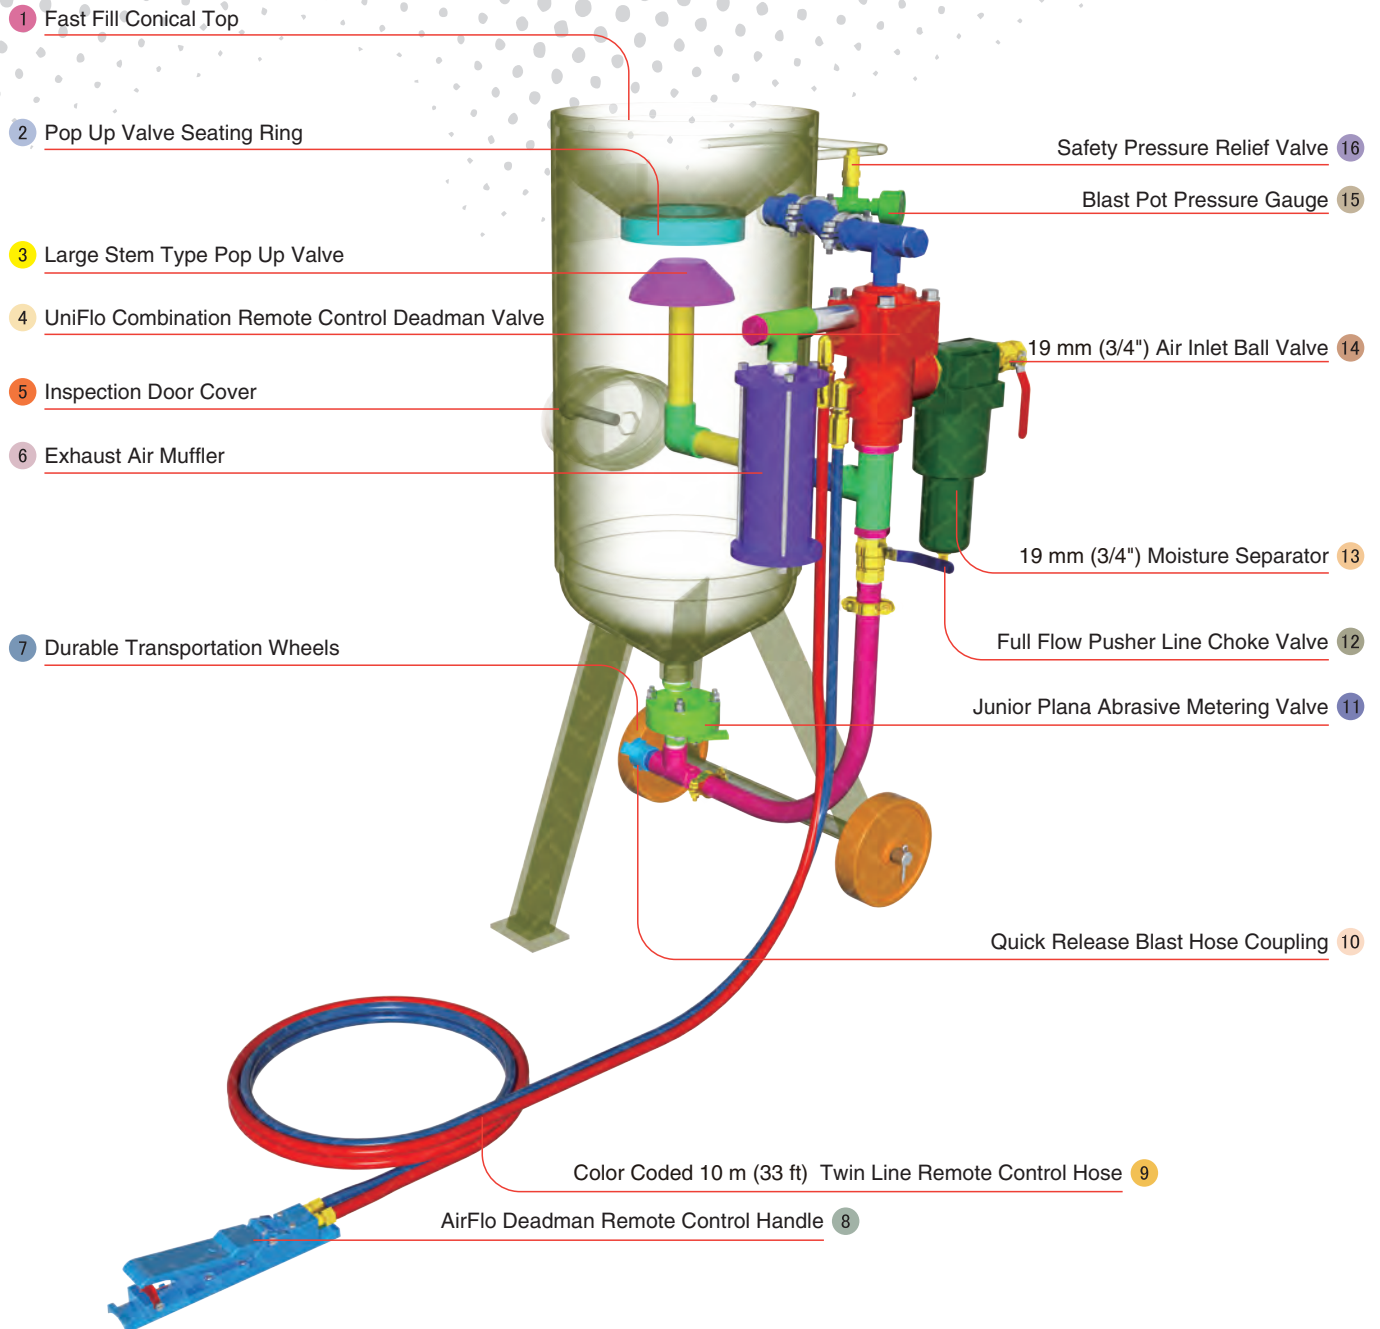 1 Fast Fill Conical Top
2 Pop Up Valve Seating Ring
3 Large Stem Type Pop Up Valve
4 UniFlo Combination Remote Control Deadman Valve
5 Inspection Door Cover
6 Exhaust Air Muffler
7 Durable Transportation Wheels
Safety Pressure Relief Valve 16
Blast Pot Pressure Gauge 15
19 mm (3/4") Air Inlet Ball Valve 14
19 mm (3/4") Moisture Separator 13
Full Flow Pusher Line Choke Valve 12
Junior Plana Abrasive Metering Valve 11
Quick Release Blast Hose Coupling 10
Color Coded 10 m (33 ft) Twin Line Remote Control Hose 9
AirFlo Deadman Remote Control Handle 8